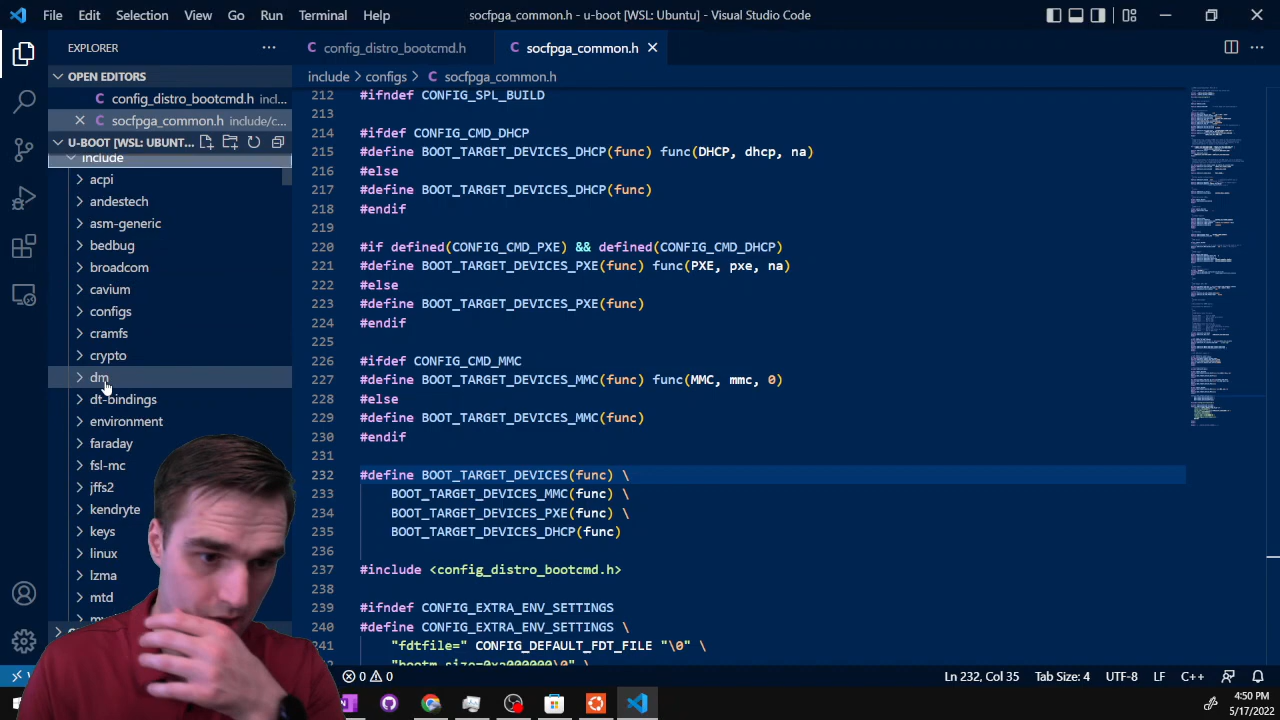 File Edit Selection View Go Run Terminal Help
socfpga_common.h - u-boot [WSL: Ubuntu] - Visual Studio Code
EXPLORER
OPEN EDITORS
config_distro_bootcmd.h incl...
socfpga_common.h include/c...
U-BOOT [WSL: UBUNT...
include
acpi
andestech
asm-generic
bedbug
broadcom
cavium
configs
cramfs
crypto
dm
dt-bindings
environment
faraday
fsl-mc
jffs2
kendryte
keys
linux
lzma
mtd
config_distro_bootcmd.h
socfpga_common.h
include > configs > socfpga_common.h
212 #ifndef CONFIG_SPL_BUILD
213
214 #ifdef CONFIG_CMD_DHCP
215 #define BOOT_TARGET_DEVICES_DHCP(func) func(DHCP, dhcp, na)
216 #else
217 #define BOOT_TARGET_DEVICES_DHCP(func)
218 #endif
219
220 #if defined(CONFIG_CMD_PXE) && defined(CONFIG_CMD_DHCP)
221 #define BOOT_TARGET_DEVICES_PXE(func) func(PXE, pxe, na)
222 #else
223 #define BOOT_TARGET_DEVICES_PXE(func)
224 #endif
225
226 #ifdef CONFIG_CMD_MMC
227 #define BOOT_TARGET_DEVICES_MMC(func) func(MMC, mmc, 0)
228 #else
229 #define BOOT_TARGET_DEVICES_MMC(func)
230 #endif
231
232 #define BOOT_TARGET_DEVICES(func) \
233 BOOT_TARGET_DEVICES_MMC(func) \
234 BOOT_TARGET_DEVICES_PXE(func) \
235 BOOT_TARGET_DEVICES_DHCP(func)
236
237 #include <config_distro_bootcmd.h>
238
239 #ifndef CONFIG_EXTRA_ENV_SETTINGS
240 #define CONFIG_EXTRA_ENV_SETTINGS \
241 "fdtfile=" CONFIG_DEFAULT_FDT_FILE "\0" \
"bootm_size=0xa000000\0" \
0 0
Ln 232, Col 35 Tab Size: 4 UTF-8 LF C++
4:50 PM
5/17/2022